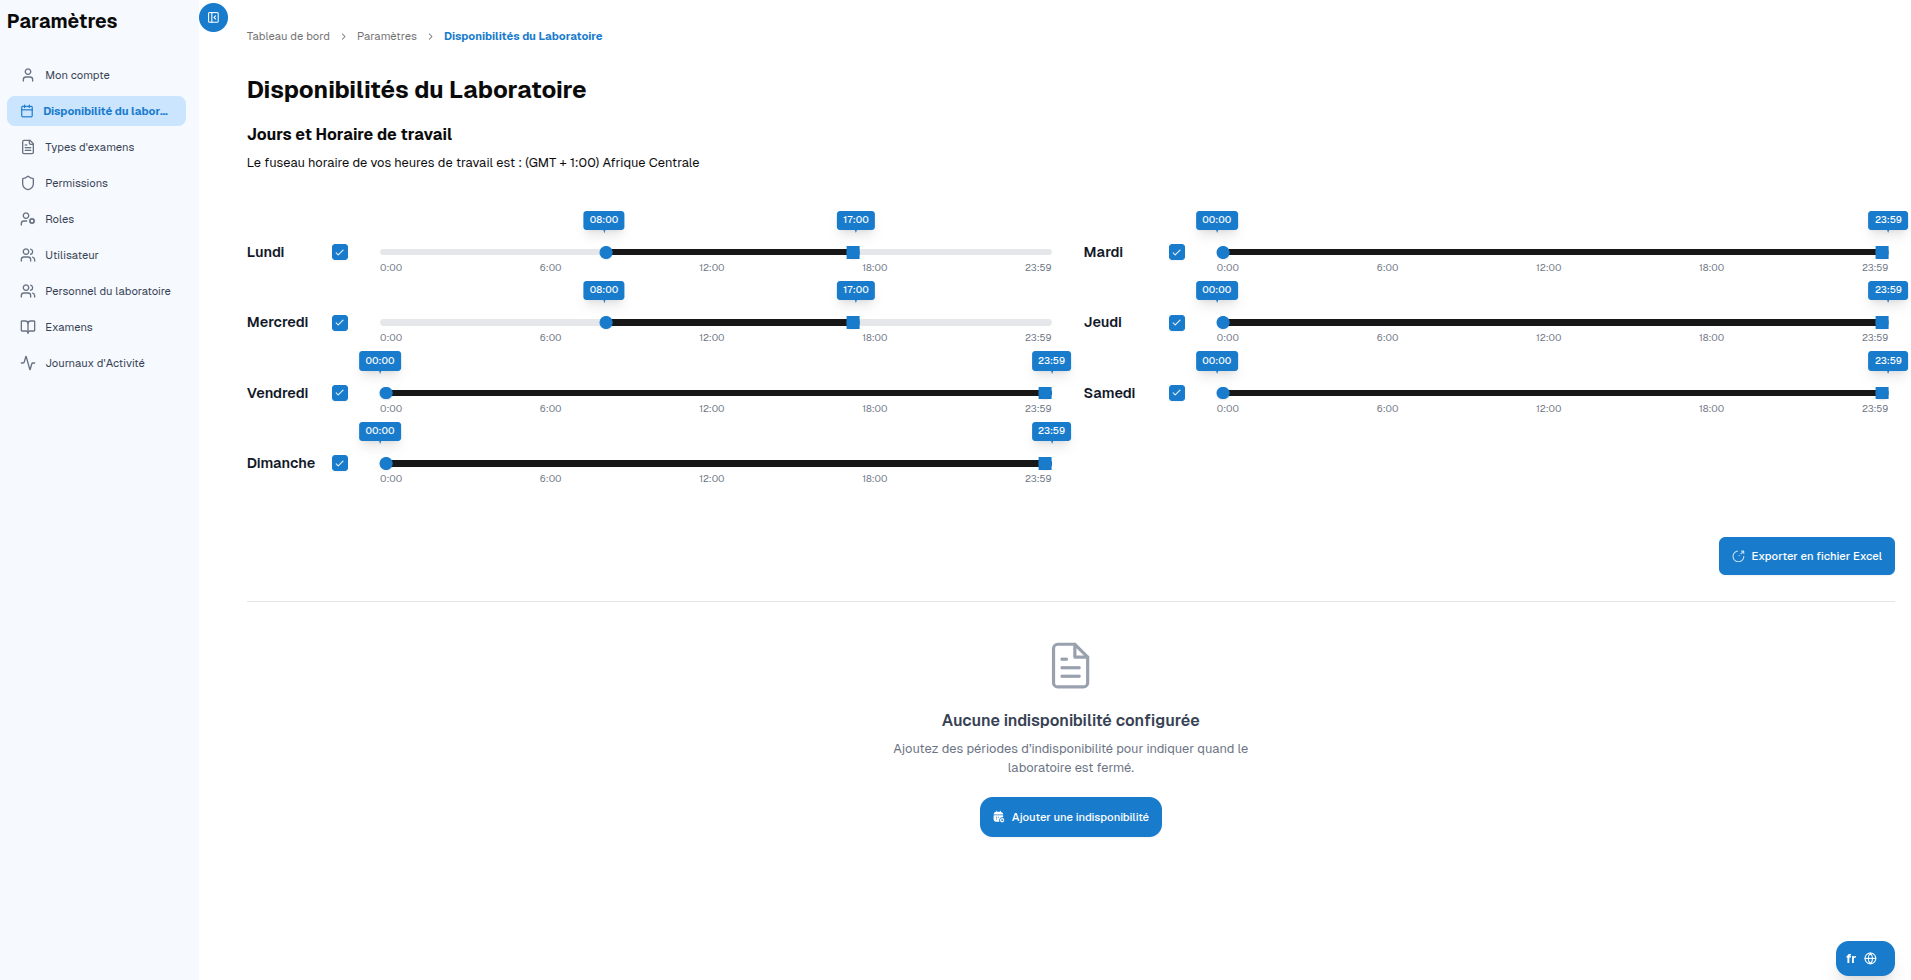 Paramètres
Mon compte
Disponibilité du labor...
Types d'examens
Permissions
Roles
Utilisateur
Personnel du laboratoire
Examens
Journaux d'Activité
Tableau de bord > Paramètres > Disponibilités du Laboratoire
Disponibilités du Laboratoire
Jours et Horaire de travail
Le fuseau horaire de vos heures de travail est : (GMT + 1:00) Afrique Centrale
08:00 17:00
Lundi
0:00 6:00 12:00 18:00 23:59
00:00 23:59
Mardi
0:00 6:00 12:00 18:00 23:59
08:00 17:00
Mercredi
0:00 6:00 12:00 18:00 23:59
00:00 23:59
Jeudi
0:00 6:00 12:00 18:00 23:59
00:00 23:59
Vendredi
0:00 6:00 12:00 18:00 23:59
00:00 23:59
Samedi
0:00 6:00 12:00 18:00 23:59
00:00 23:59
Dimanche
0:00 6:00 12:00 18:00 23:59
Exporter en fichier Excel
Aucune indisponibilité configurée
Ajoutez des périodes d'indisponibilité pour indiquer quand le
laboratoire est fermé.
Ajouter une indisponibilité
fr